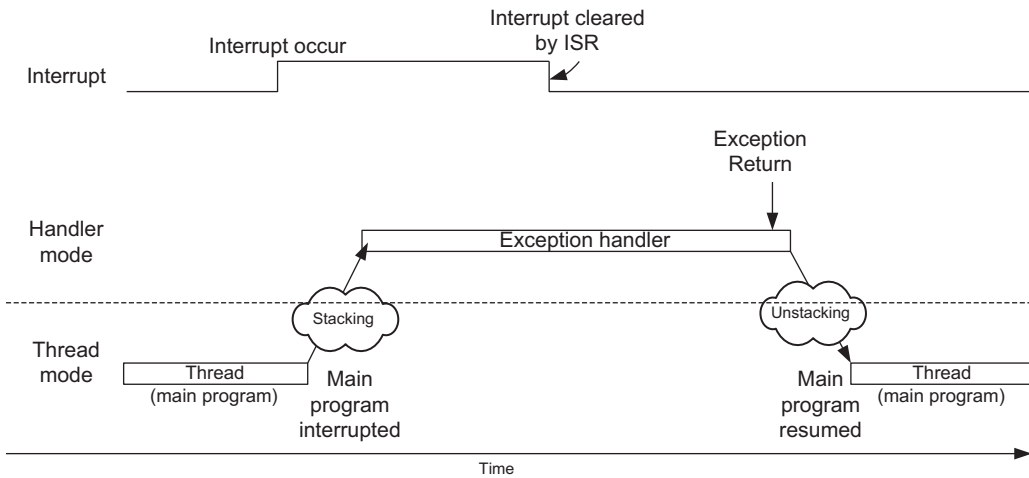 Interrupt occur
Interrupt cleared
by ISR
Interrupt
Exception
Return
Handler
mode
Exception handler
Stacking
Unstacking
Thread
mode
Thread
(main program)
Main
program
interrupted
Main
program
resumed
Thread
(main program)
Time